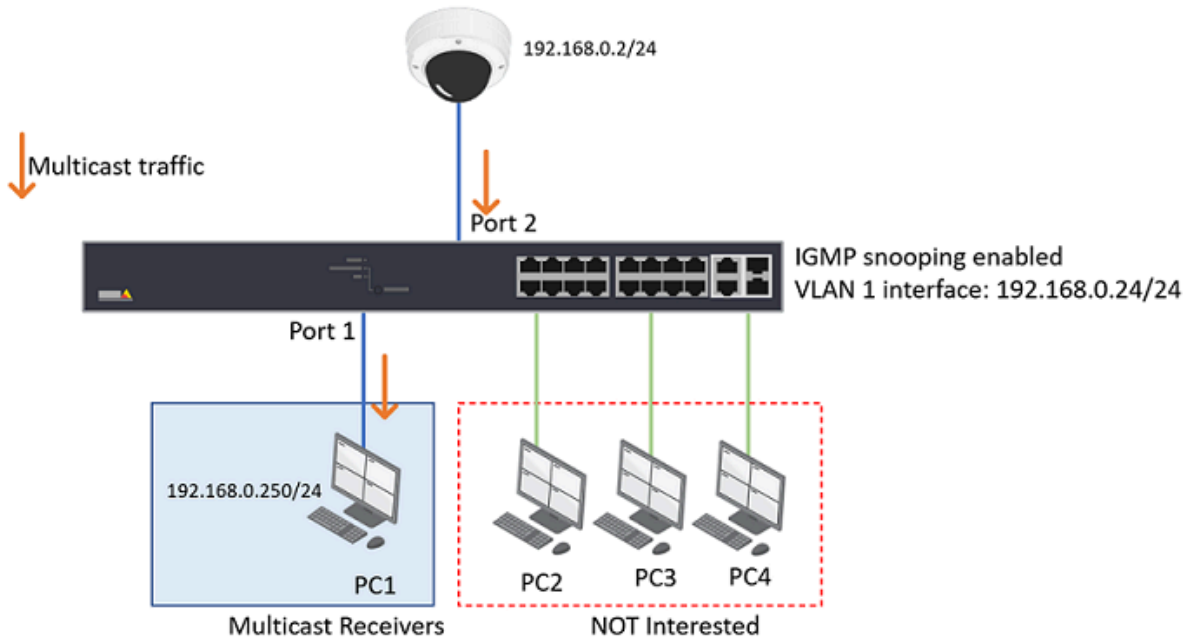 192.168.0.2/24
Multicast traffic
Port 2
IGMP snooping enabled
VLAN 1 interface: 192.168.0.24/24
Port 1
192.168.0.250/24
PC1
PC2
PC3
PC4
Multicast Receivers
NOT Interested